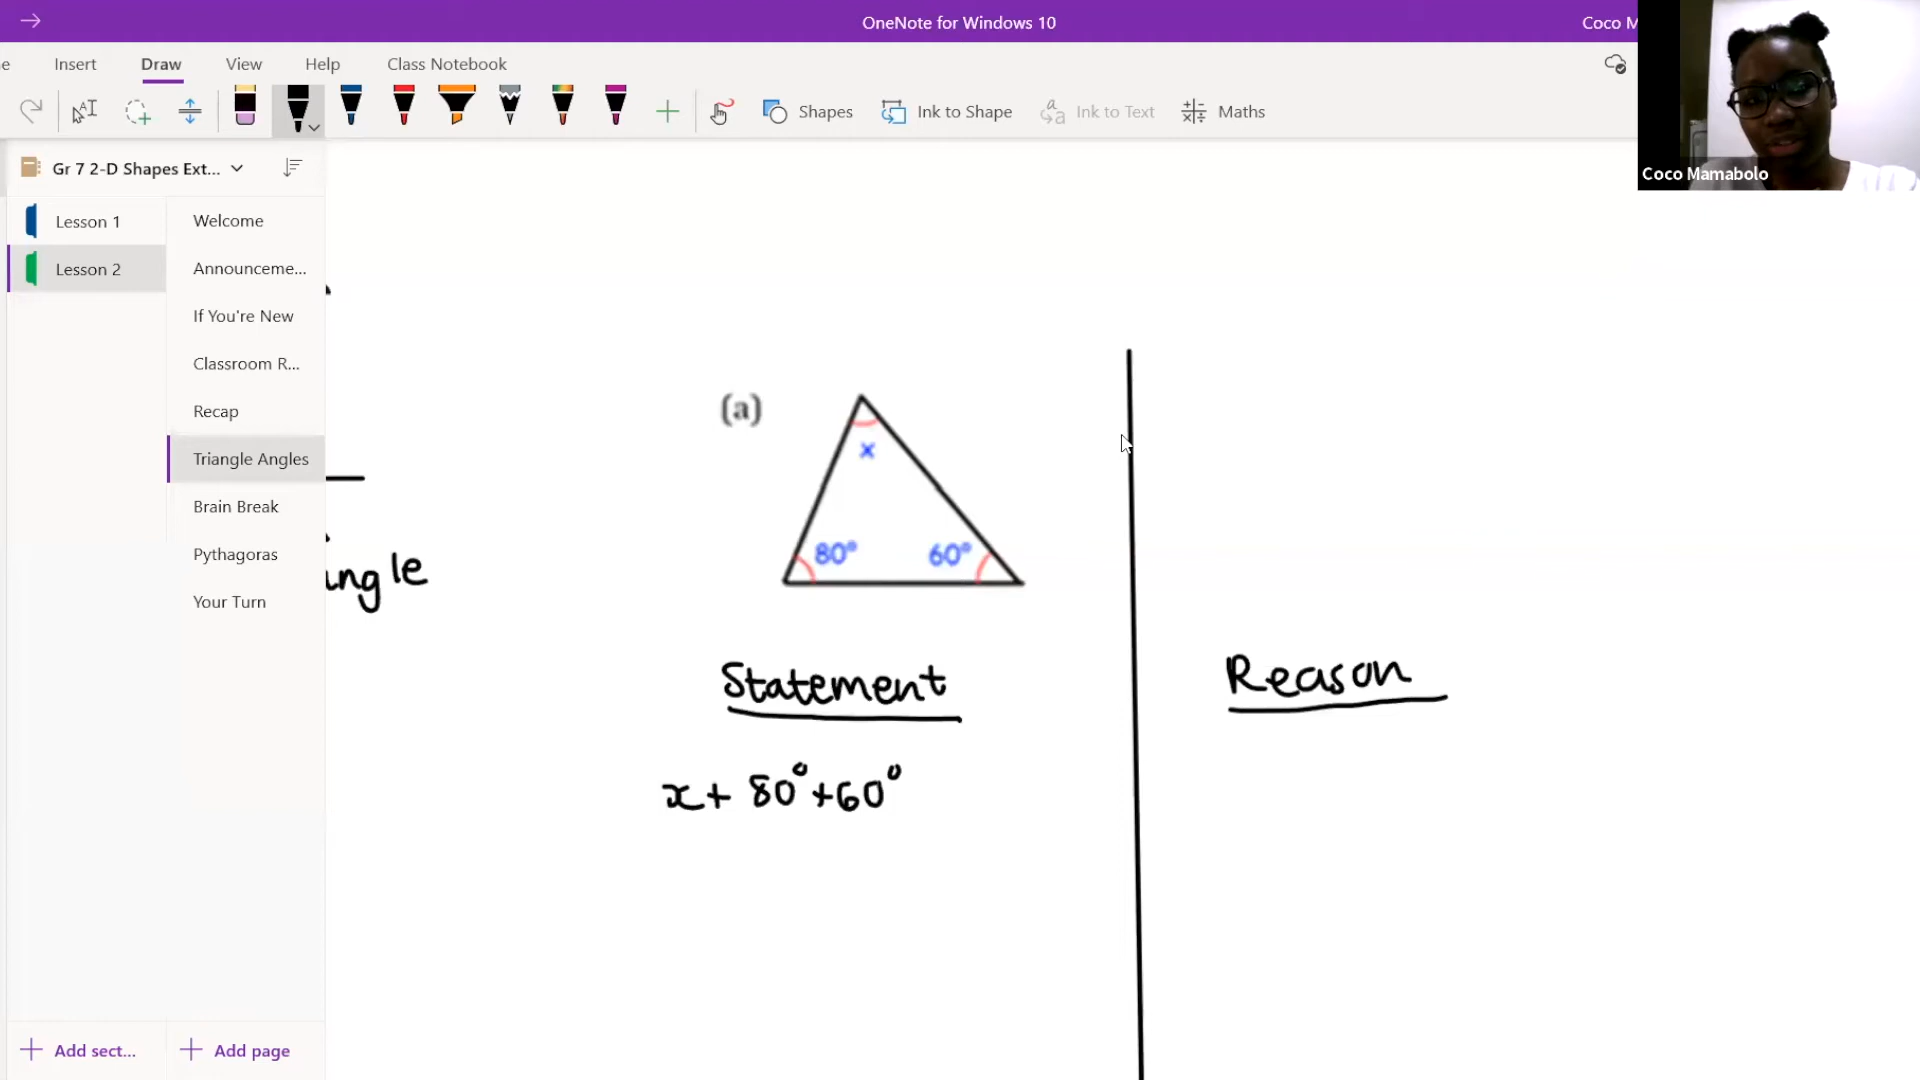 OneNote for Windows 10
Coco M
Insert
Draw
View
Help
Class Notebook
Shapes
Ink to Shape
Ink to Text
Maths
Coco Mamabolo
Gr 7 2-D Shapes Ext...
Lesson 1
Lesson 2
Welcome
Announceme...
If You're New
Classroom R...
Recap
Triangle Angles
Brain Break
Pythagoras
Your Turn
Add sect...
Add page
angle
(a)
x
80° 60°
Statement
Reason
x + 80° + 60°